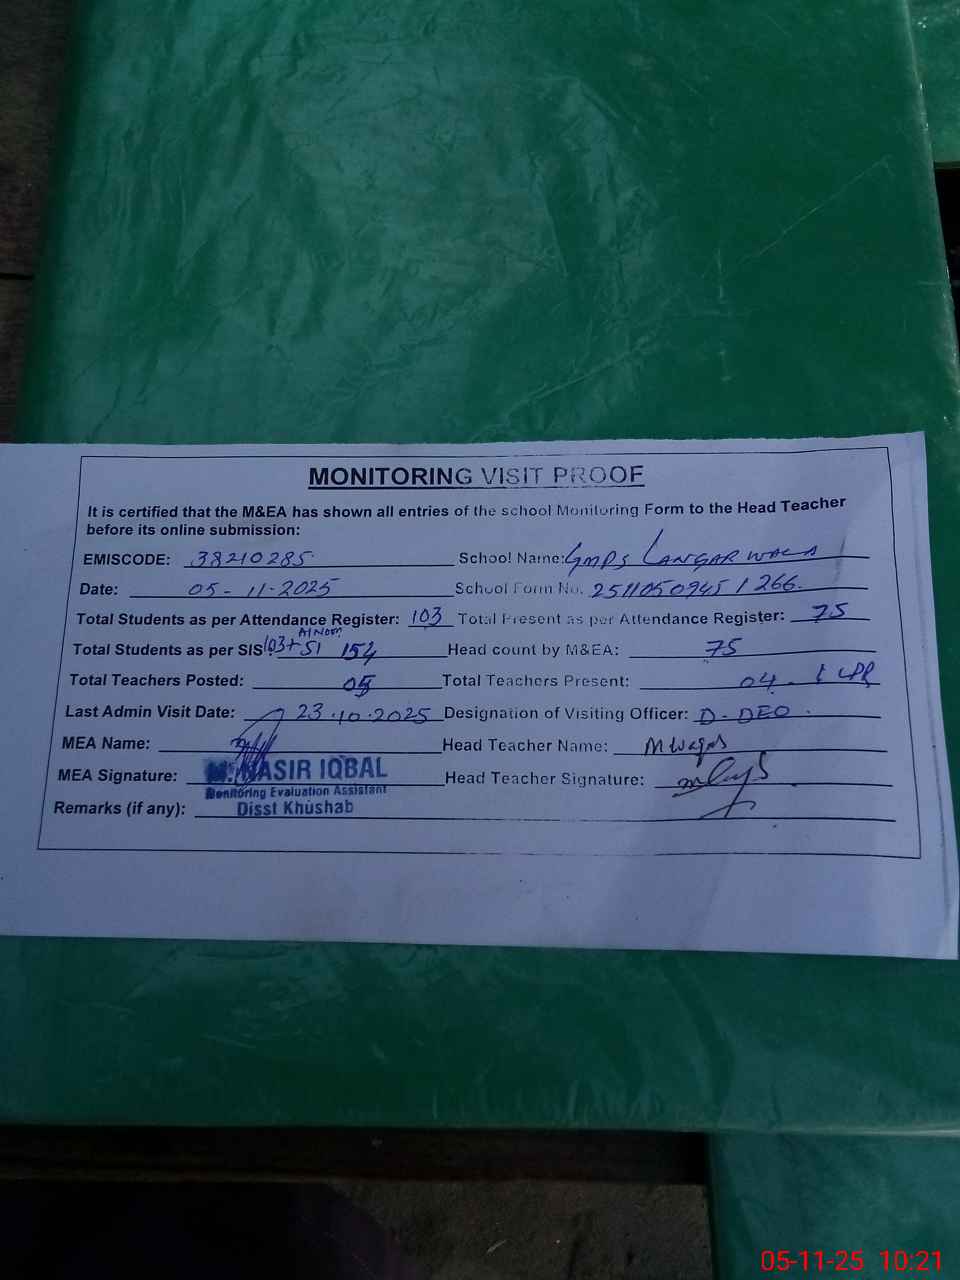 MONITORING VISIT PROOF
It is certified that the M&EA has shown all entries of the school Monitoring Form to the Head Teacher
before its online submission:
EMISCODE: 38210285 School Name: GMPS LANGAR WALA
Date: 05-11-2025 School Form No. 2511050945 / 266.
Total Students as per Attendance Register: 103 Total Present as per Attendance Register: 75
Al Noor
Total Students as per SIS 103+51 154 Head count by M&EA: 75
Total Teachers Posted: 05 Total Teachers Present: 04 - 1
Last Admin Visit Date: 23.10.2025 Designation of Visiting Officer: D-DEO.
MEA Name: Head Teacher Name: M Waqas
MEA Signature: M. NASIR IQBAL Head Teacher Signature:
Monitoring Evaluation Assistant
Remarks (if any): Disst Khushab
05-11-25 10:21